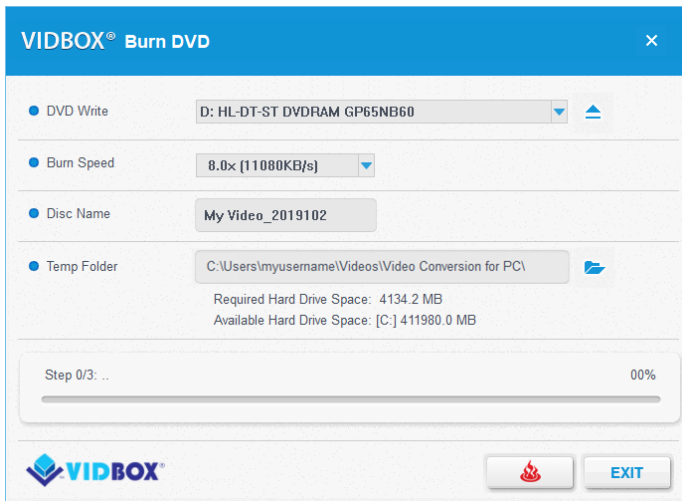 VIDBOX® Burn DVD
DVD Write
D: HL-DT-ST DVDRAM GP65NB60
Burn Speed
8.0x (11080KB/s)
Disc Name
My Video_2019102
Temp Folder
C:\Users\myusername\Videos\Video Conversion for PC\
Required Hard Drive Space: 4134.2 MB
Available Hard Drive Space: [C:] 411980.0 MB
Step 0/3: ..
00%
VIDBOX®
EXIT